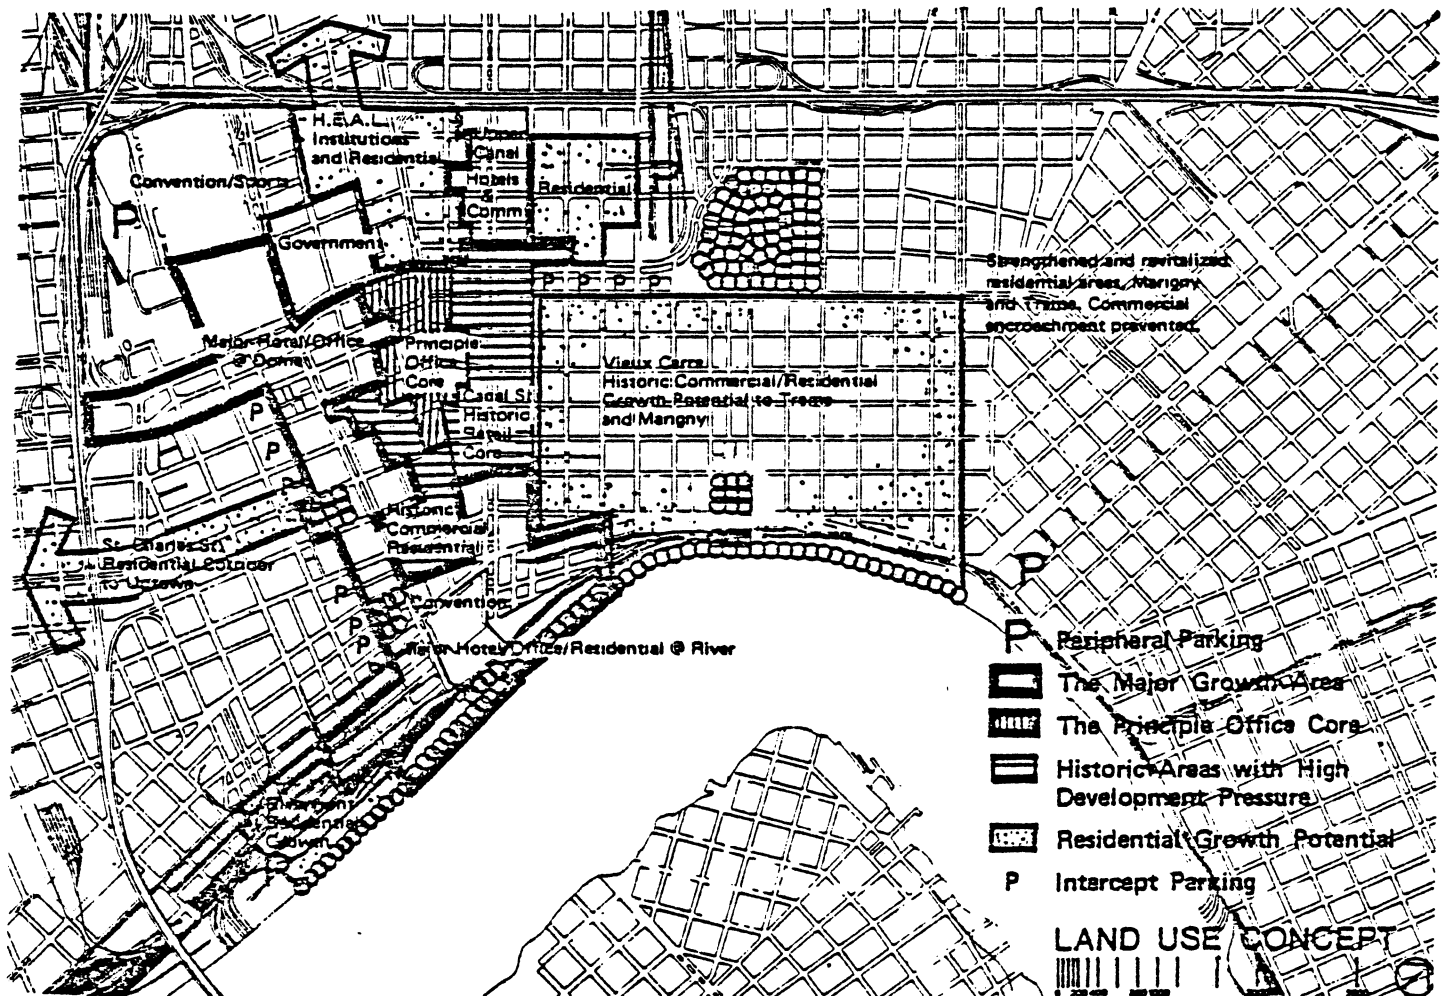 H.E.A.L.
Institutions
and Residential
Upper
Canal
Hotels
&
Comm
Residential
Convention/Sports
P
Government
P P P P
Strengthened and revitalized
residential areas, Marigny
and Treme, Commercial
encroachment prevented.
Major Hotel/Office
@ Dome
Principle
Office
Core
Vieux Carre
Historic Commercial/Residential
Growth Potential to Treme
and Marigny
Canal St
Historic
Retail
Core
P
P
P
Historic
Commercial
Residential
St. Charles St.
Residential Corridor
to Uptown
P
Convention
P
P
P
Major Hotel/Office/Residential @ River
Residential
Growth
P Peripheral Parking
The Major Growth Area
The Principle Office Core
Historic Areas with High
Development Pressure
Residential Growth Potential
P Intercept Parking
LAND USE CONCEPT